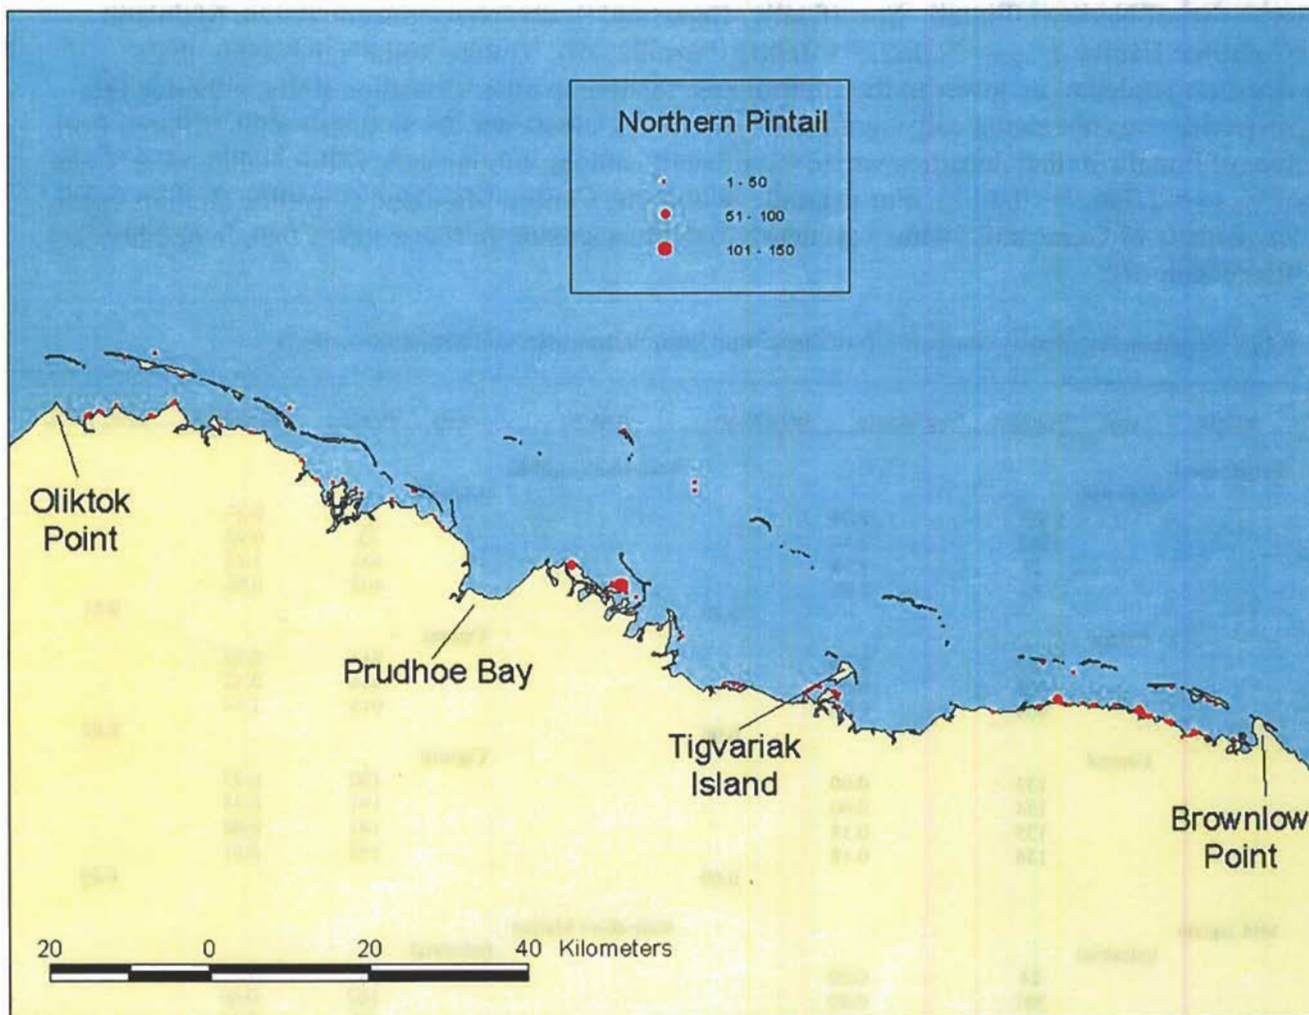 Northern Pintail
1 - 50
51 - 100
101 - 150
Oliktok
Point
Prudhoe Bay
Tigvariak
Island
Brownlow
Point
20 0 20 40 Kilometers